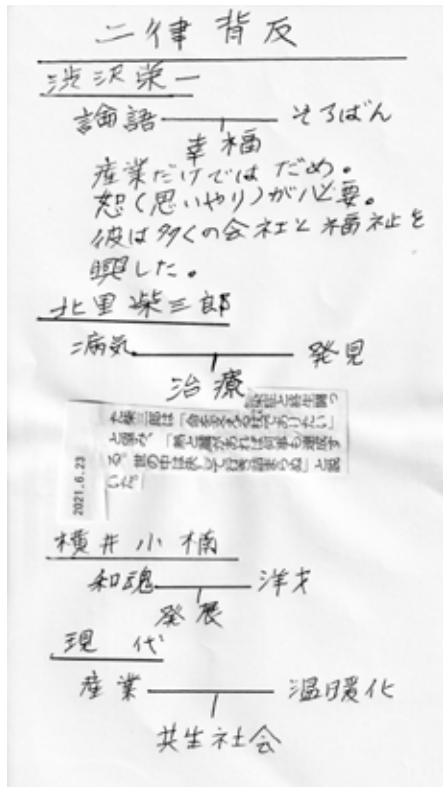 二律背反
渋沢栄一
論語 そろばん
幸福
産業だけでは だめ。
恕(思いやり)が必要。
彼は多くの会社と福祉を
興した。
北里柴三郎
病気 発見
治療
2021.6.23
横井小楠
和魂 洋才
発展
現代
産業 温暖化
共生社会